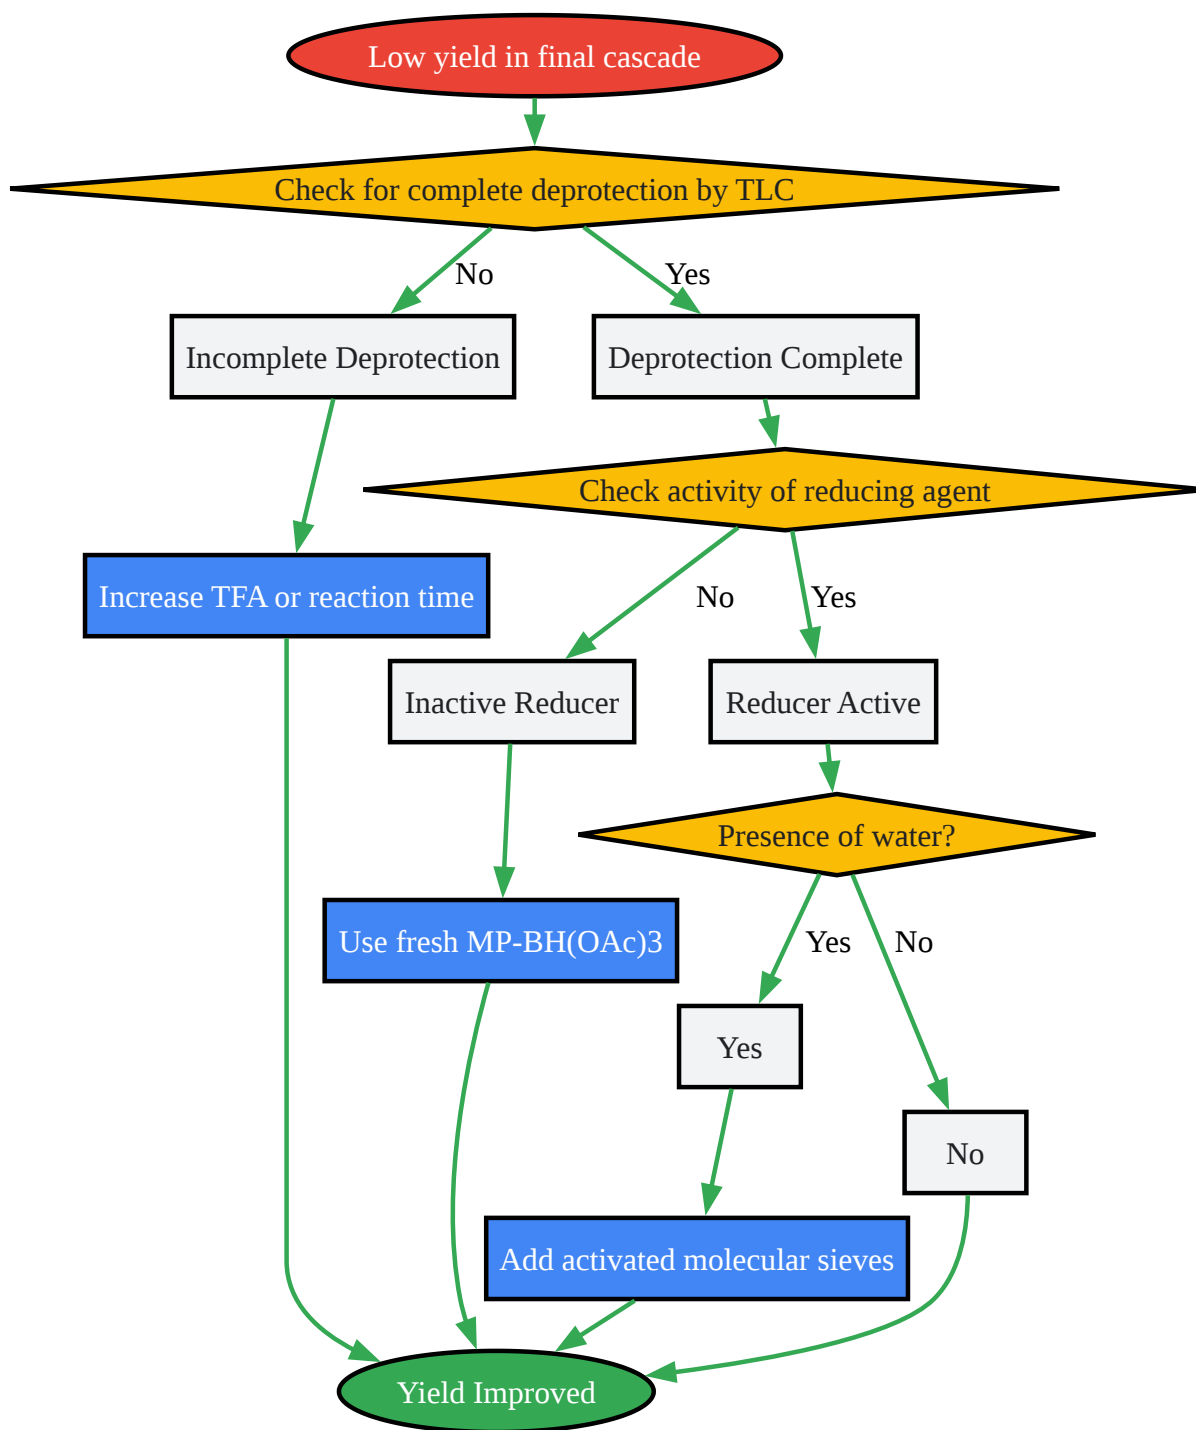 Low yield in final cascade
Check for complete deprotection by TLC
No
Yes
Incomplete Deprotection
Deprotection Complete
Check activity of reducing agent
Increase TFA or reaction time
No
Yes
Inactive Reducer
Reducer Active
Presence of water?
Use fresh MP-BH(OAc)3
Yes
No
Yes
No
Add activated molecular sieves
Yield Improved